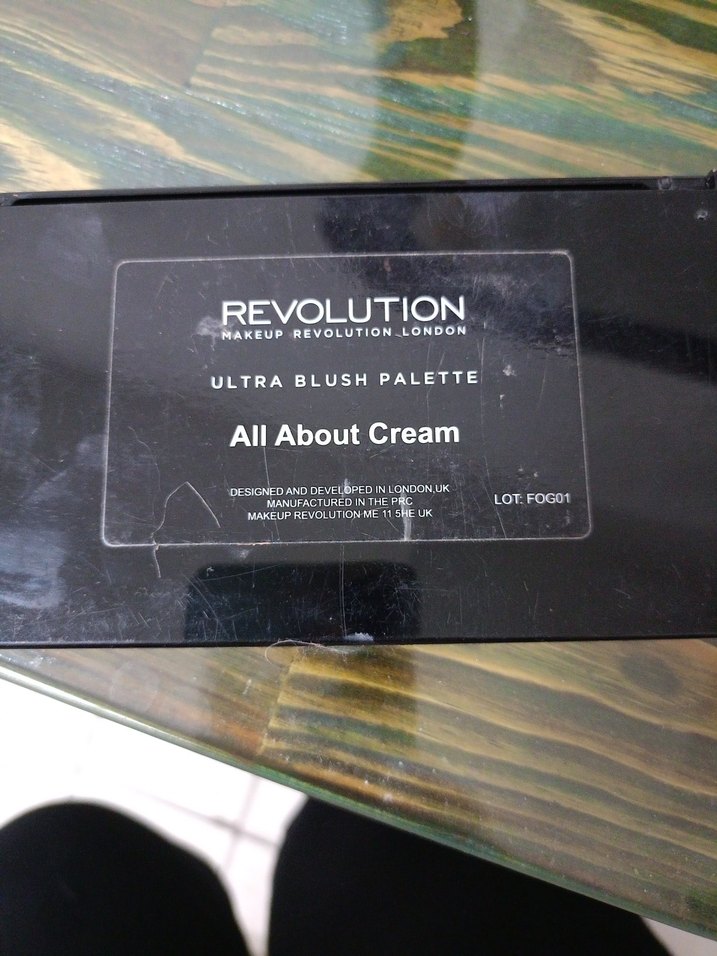 REVOLUTION
MAKEUP REVOLUTION LONDON
ULTRA BLUSH PALETTE
All About Cream
DESIGNED AND DEVELOPED IN LONDON,UK
MANUFACTURED IN THE PRC
MAKEUP REVOLUTION ME 11 5HE UK
LOT: FOG01